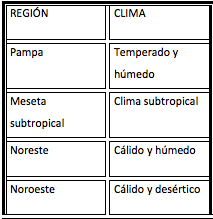 REGIÓN CLIMA
Pampa Temperado y
húmedo
Meseta Clima subtropical
subtropical
Noreste Cálido y húmedo
Noroeste Cálido y desértico